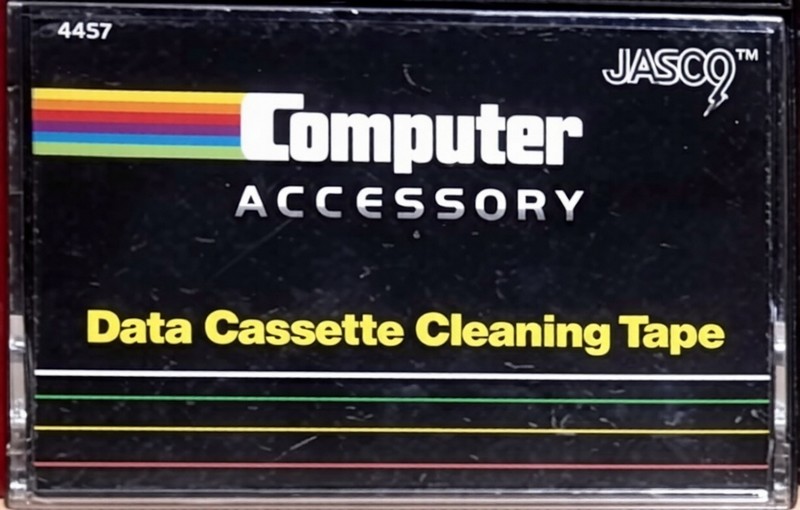 4457
JASCO™
Computer
ACCESSORY
Data Cassette Cleaning Tape